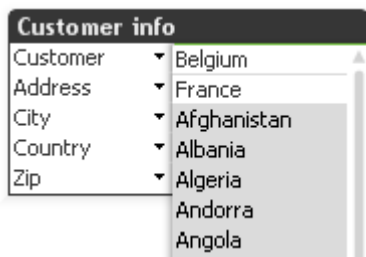 Customer info
Customer
Address
City
Country
Zip
Belgium
France
Afghanistan
Albania
Algeria
Andorra
Angola